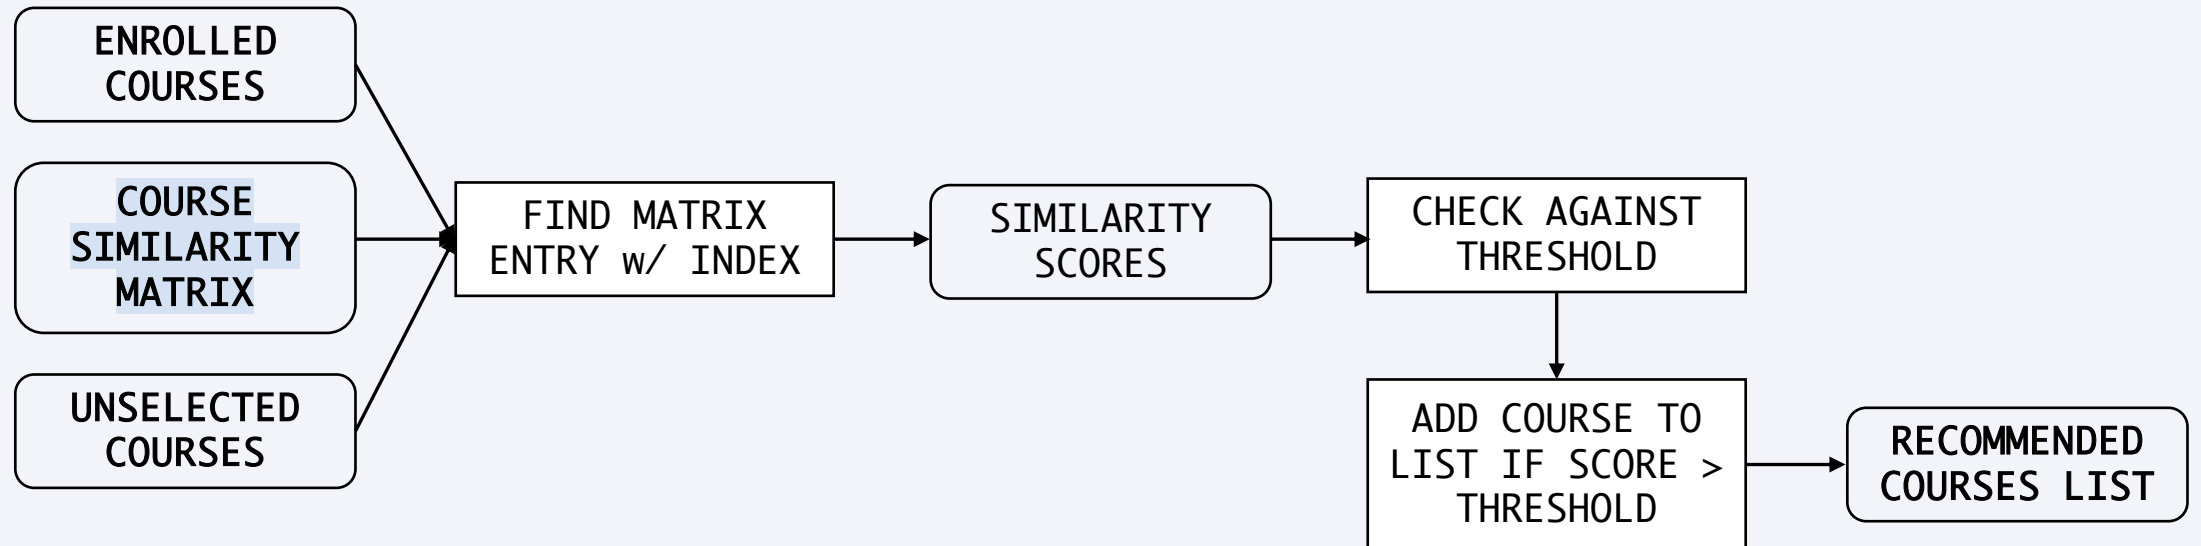 ENROLLED
COURSES
COURSE
SIMILARITY
MATRIX
UNSELECTED
COURSES
FIND MATRIX
ENTRY w/ INDEX
SIMILARITY
SCORES
CHECK AGAINST
THRESHOLD
ADD COURSE TO
LIST IF SCORE >
THRESHOLD
RECOMMENDED
COURSES LIST